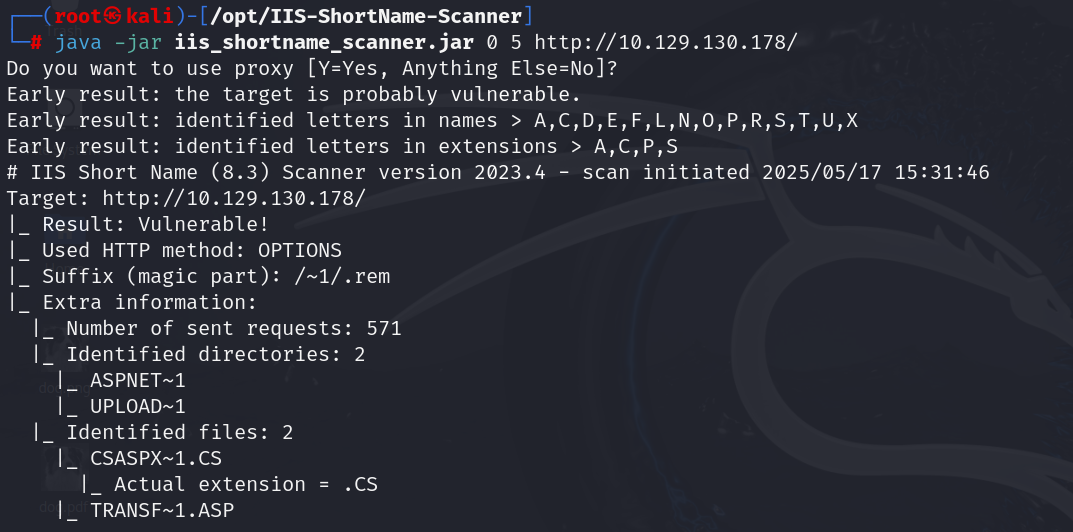 ┌──(root㉿kali)-[/opt/IIS-ShortName-Scanner]
└─# java -jar iis_shortname_scanner.jar 0 5 http://10.129.130.178/
Do you want to use proxy [Y=Yes, Anything Else=No]?
Early result: the target is probably vulnerable.
Early result: identified letters in names > A,C,D,E,F,L,N,O,P,R,S,T,U,X
Early result: identified letters in extensions > A,C,P,S
# IIS Short Name (8.3) Scanner version 2023.4 - scan initiated 2025/05/17 15:31:46
Target: http://10.129.130.178/
|_ Result: Vulnerable!
|_ Used HTTP method: OPTIONS
|_ Suffix (magic part): /~1/.rem
|_ Extra information:
  |_ Number of sent requests: 571
  |_ Identified directories: 2
    |_ ASPNET~1
    |_ UPLOAD~1
  |_ Identified files: 2
    |_ CSASPX~1.CS
      |_ Actual extension = .CS
    |_ TRANSF~1.ASP